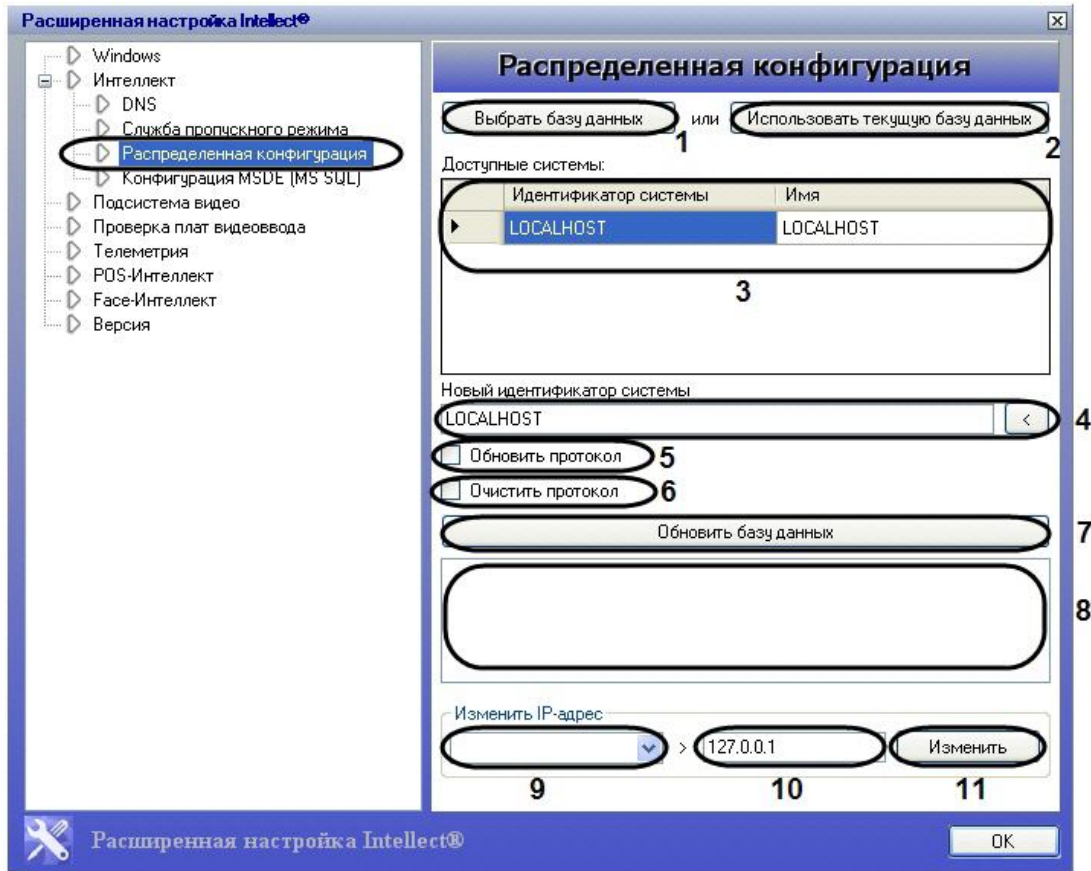 Расширенная настройка Intellect®
Windows
Интеллект
DNS
Служба пропускного режима
Распределенная конфигурация
Конфигурация MSDE (MS SQL)
Подсистема видео
Проверка плат видеоввода
Телеметрия
POS-Интеллект
Face-Интеллект
Версия
Распределенная конфигурация
Выбрать базу данных или Использовать текущую базу данных
1 2
Доступные системы:
Идентификатор системы Имя
LOCALHOST LOCALHOST
3
Новый идентификатор системы
LOCALHOST < 4
Обновить протокол 5
Очистить протокол 6
Обновить базу данных 7
8
Изменить IP-адрес
> 127.0.0.1 Изменить
9 10 11
Расширенная настройка Intellect®
OK